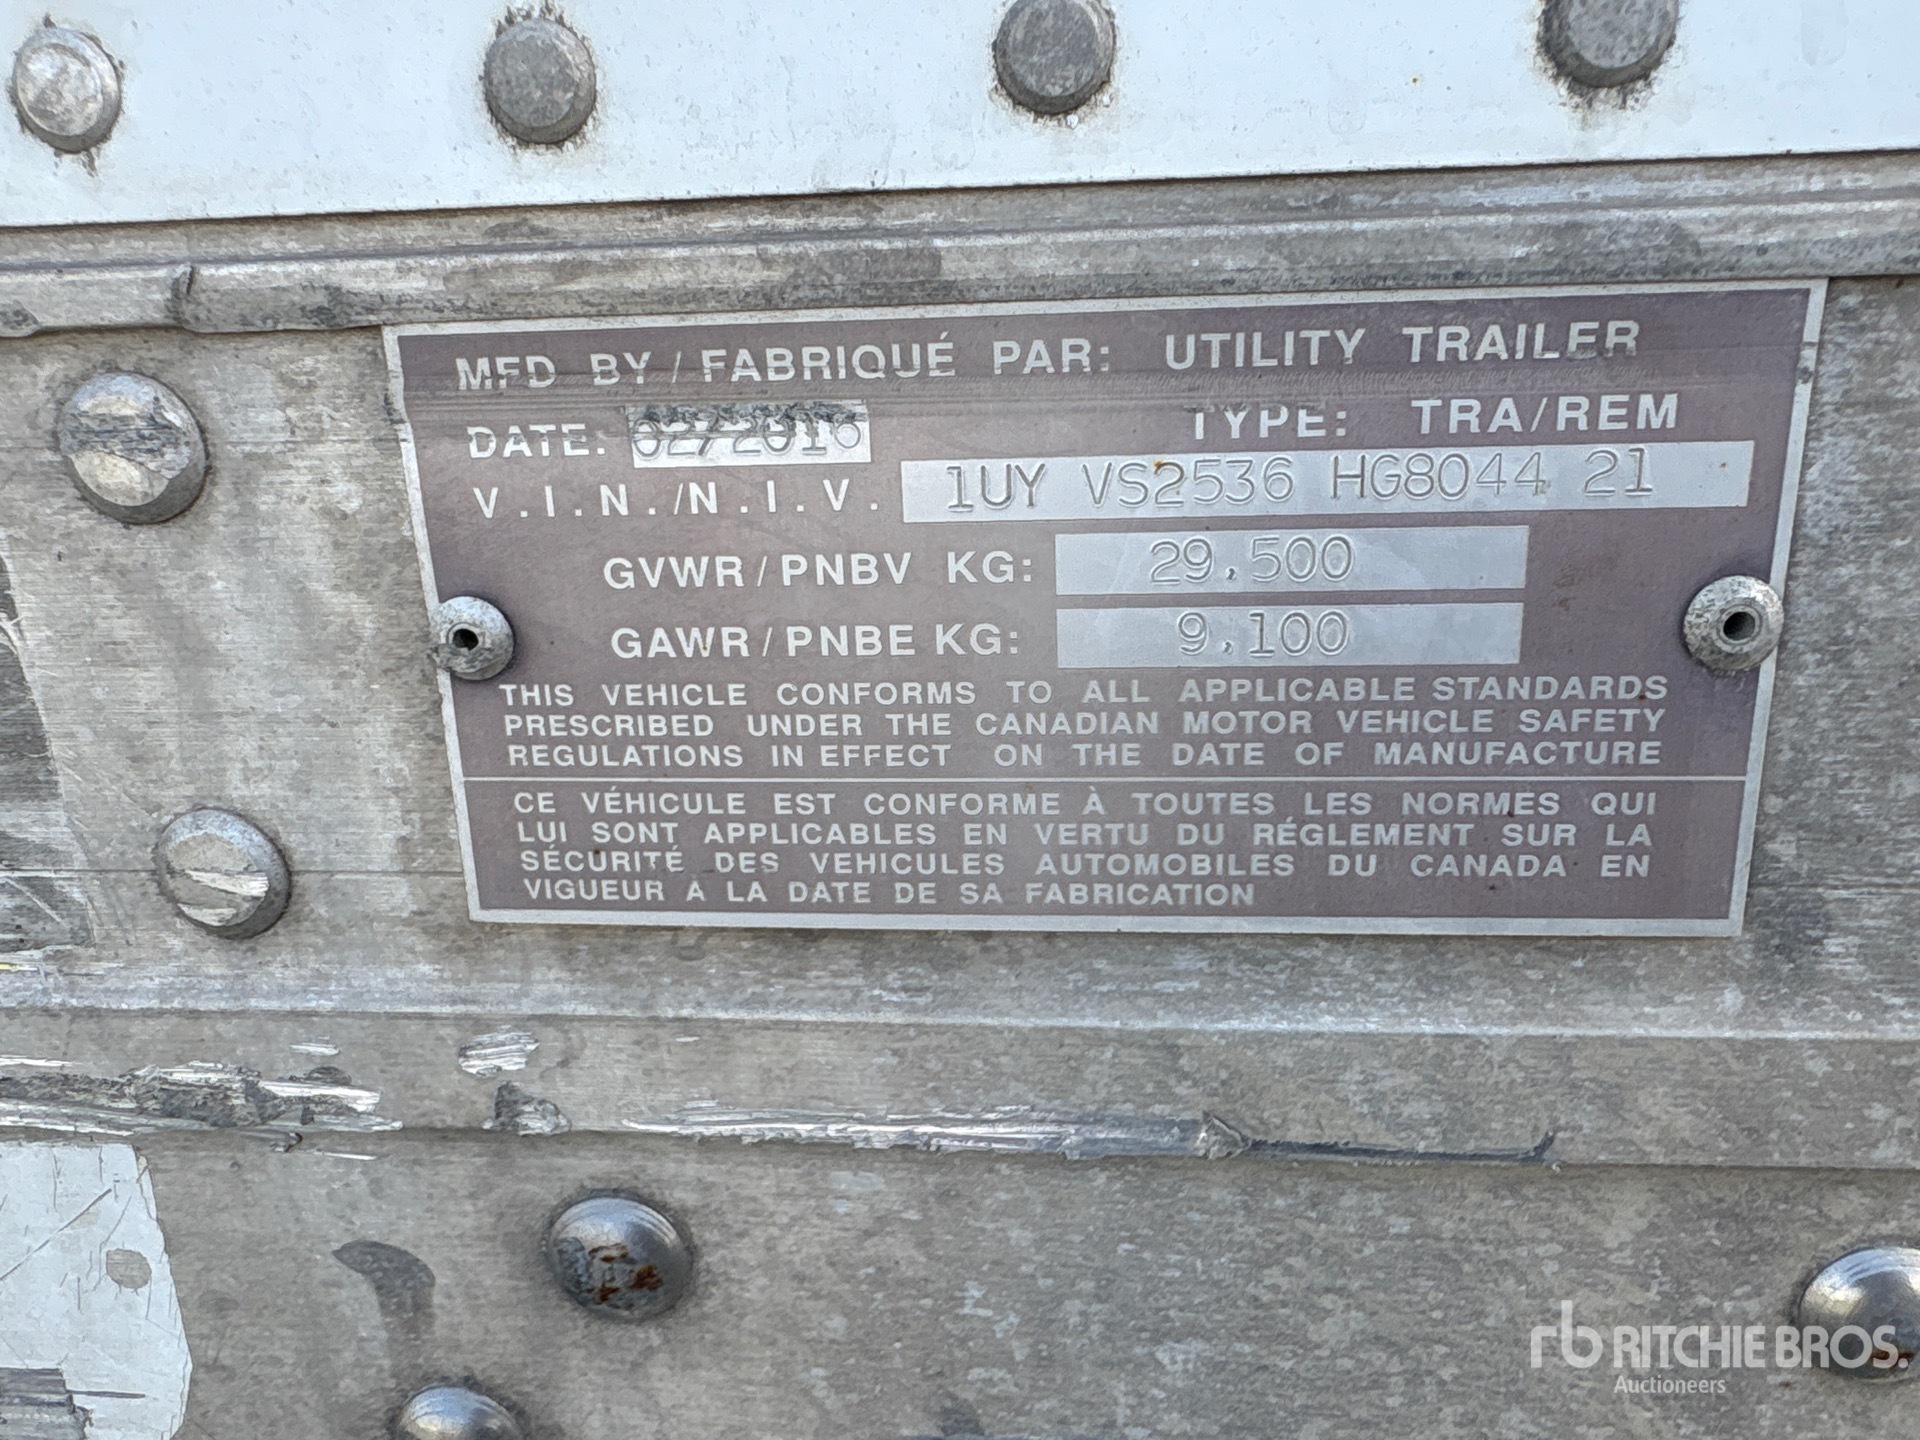 MFD BY / FABRIQUÉ PAR: UTILITY TRAILER
DATE: 02/2016 TYPE: TRA/REM
V.I.N./N.I.V. 1UY VS2536 HG8044 21
GVWR / PNBV KG: 29,500
GAWR / PNBE KG: 9,100
THIS VEHICLE CONFORMS TO ALL APPLICABLE STANDARDS
PRESCRIBED UNDER THE CANADIAN MOTOR VEHICLE SAFETY
REGULATIONS IN EFFECT ON THE DATE OF MANUFACTURE
CE VÉHICULE EST CONFORME À TOUTES LES NORMES QUI
LUI SONT APPLICABLES EN VERTU DU RÉGLEMENT SUR LA
SÉCURITÉ DES VEHICULES AUTOMOBILES DU CANADA EN
VIGUEUR A LA DATE DE SA FABRICATION
rb RITCHIE BROS.
Auctioneers